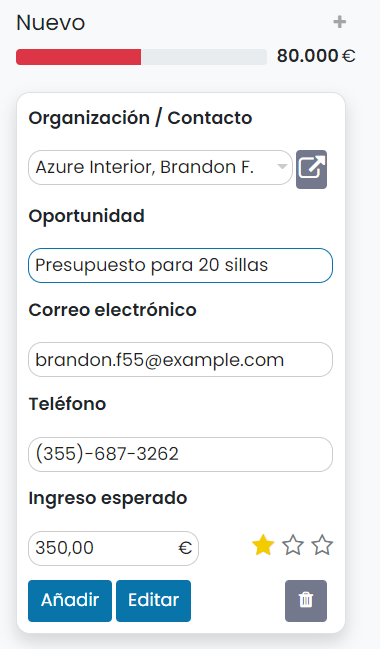 Nuevo
80.000 €
Organización / Contacto
Azure Interior, Brandon F.
Oportunidad
Presupuesto para 20 sillas
Correo electrónico
brandon.f55@example.com
Teléfono
(355)-687-3262
Ingreso esperado
350,00 €
Añadir Editar